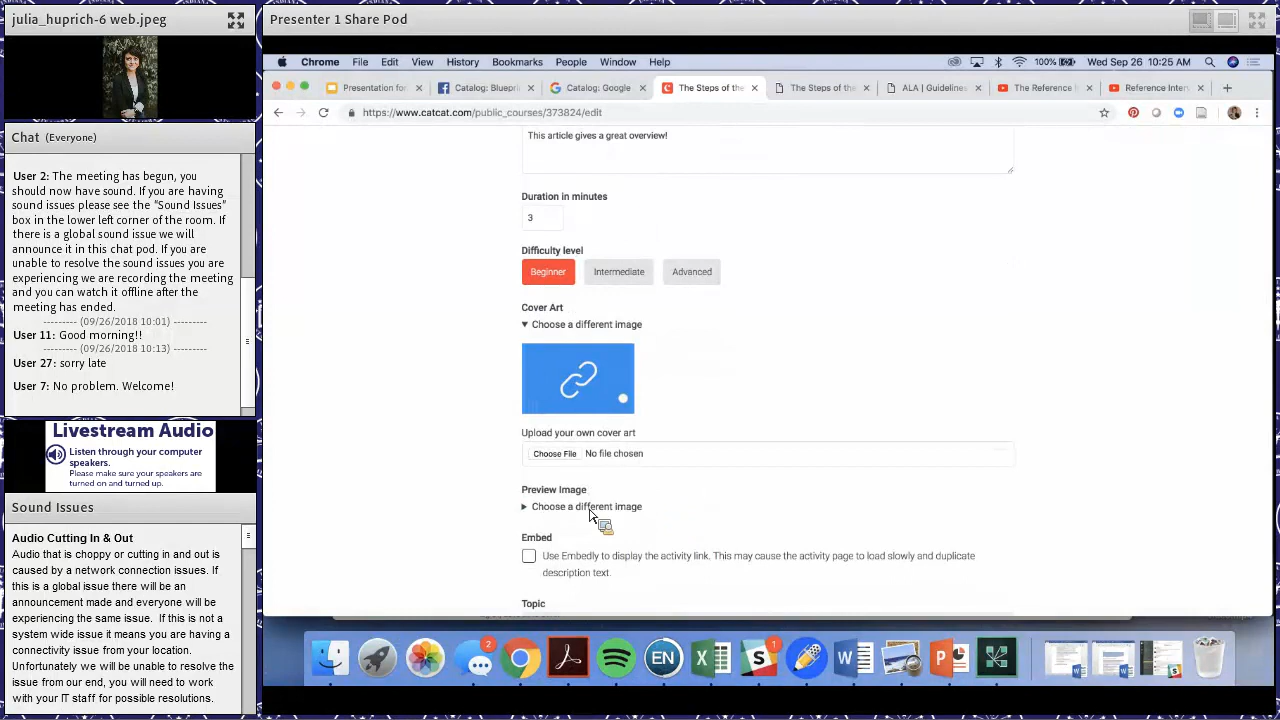 julia_huprich-6 web.jpeg
Chat (Everyone)
User 2: The meeting has begun, you
should now have sound. If you are having
sound issues please see the "Sound Issues"
box in the lower left corner of the room. If
there is a global sound issue we will
announce it in this chat pod. If you are
unable to resolve the sound issues you are
experiencing we are recording the meeting
and you can watch it offline after the
meeting has ended.
--------- (09/26/2018 10:01) ---------
User 11: Good morning!!
--------- (09/26/2018 10:13) ---------
User 27: sorry late
User 7: No problem. Welcome!
Livestream Audio
Listen through your computer
speakers.
Please make sure your speakers are
turned on and turned up.
Sound Issues
Audio Cutting In & Out
Audio that is choppy or cutting in and out is
caused by a network connection issues. If
this is a global issue there will be an
announcement made and everyone will be
experiencing the same issue.  If this is not a
system wide issue it means you are having a
connectivity issue from your location.
Unfortunately we will be unable to resolve the
issue from our end, you will need to work
with your IT staff for possible resolutions.
Presenter 1 Share Pod
Chrome File Edit View History Bookmarks People Window Help
100% Wed Sep 26 10:25 AM
Presentation for Catalog: Bluepri Catalog: Google The Steps of the The Steps of the ALA | Guidelines The Reference I Reference Inter
https://www.catcat.com/public_courses/373824/edit
This article gives a great overview!
Duration in minutes
3
Difficulty level
Beginner Intermediate Advanced
Cover Art
▼ Choose a different image
Upload your own cover art
Choose File No file chosen
Preview Image
▶ Choose a different image
Embed
Use Embedly to display the activity link. This may cause the activity page to load slowly and duplicate
description text.
Topic
2 EN 1